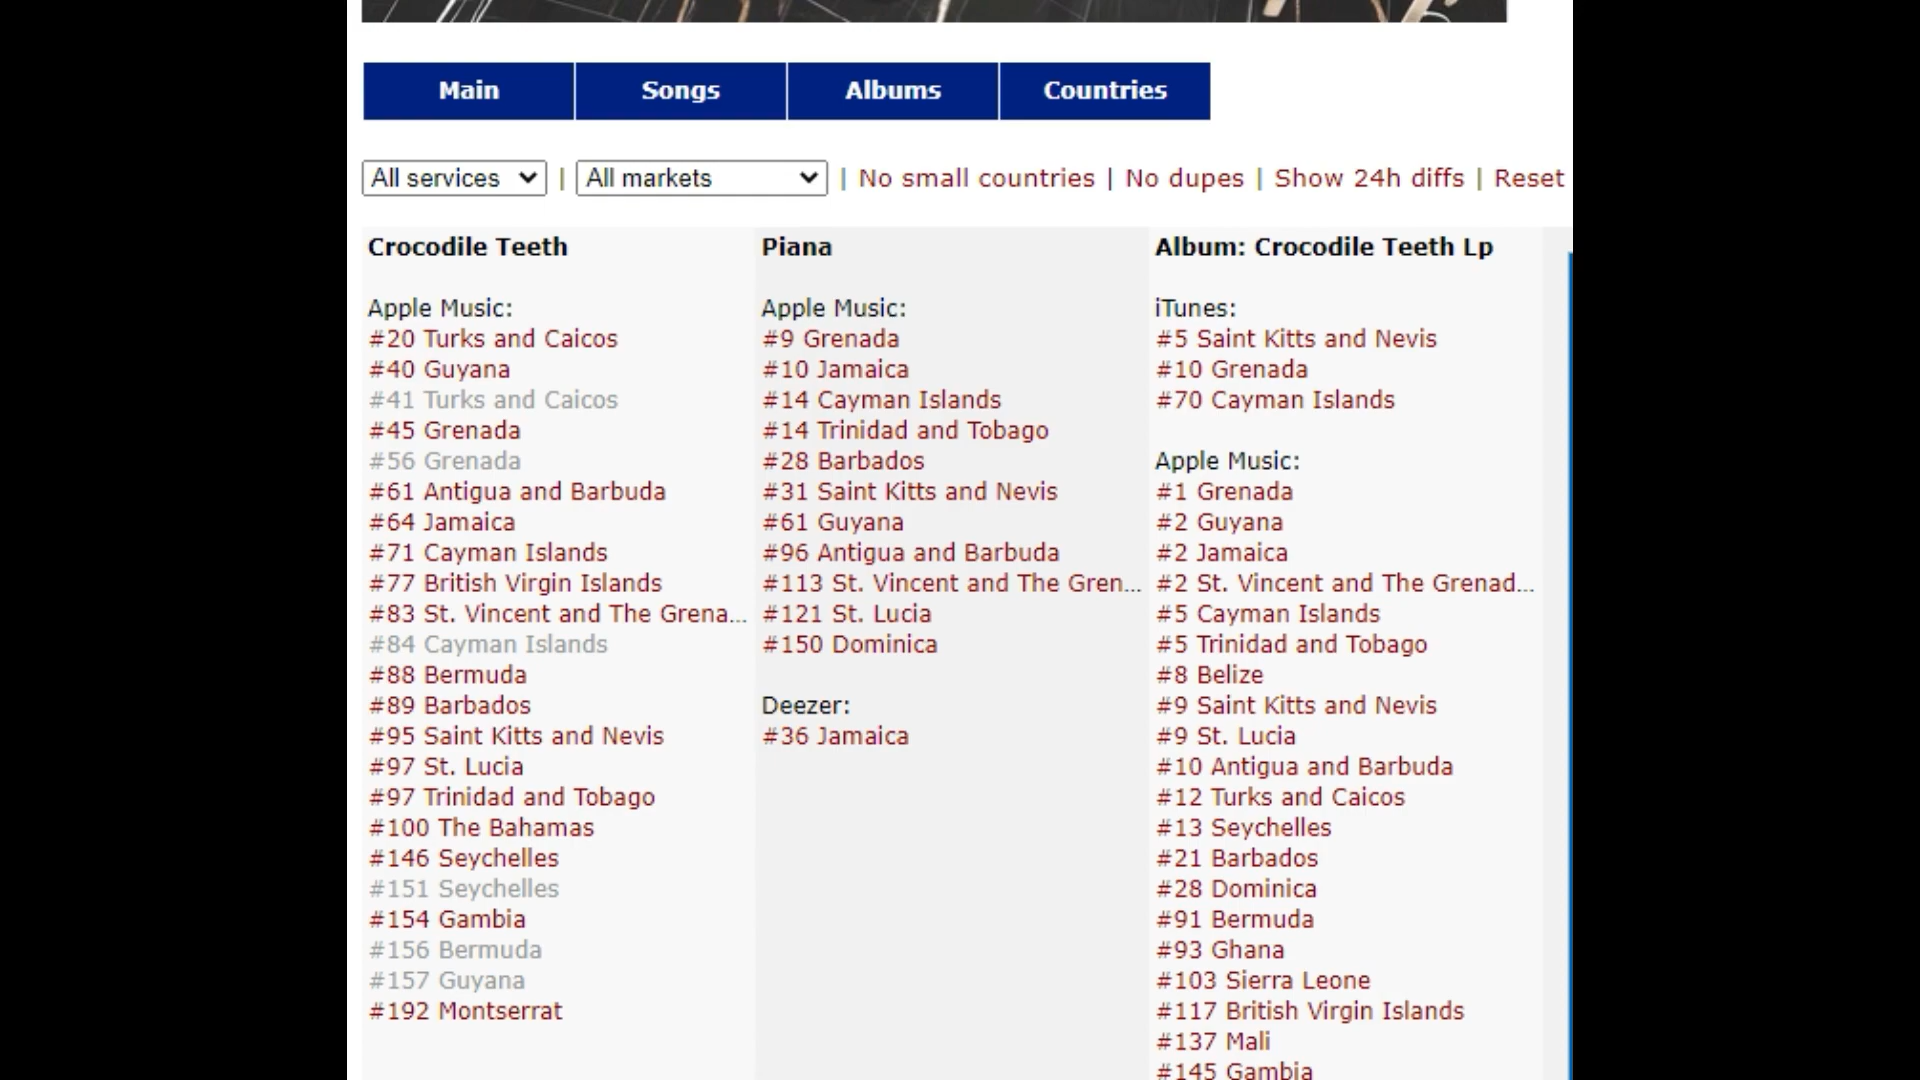 Main Songs Albums Countries
All services | All markets | No small countries | No dupes | Show 24h diffs | Reset
Crocodile Teeth
Apple Music:
#20 Turks and Caicos
#40 Guyana
#41 Turks and Caicos
#45 Grenada
#56 Grenada
#61 Antigua and Barbuda
#64 Jamaica
#71 Cayman Islands
#77 British Virgin Islands
#83 St. Vincent and The Grena...
#84 Cayman Islands
#88 Bermuda
#89 Barbados
#95 Saint Kitts and Nevis
#97 St. Lucia
#97 Trinidad and Tobago
#100 The Bahamas
#146 Seychelles
#151 Seychelles
#154 Gambia
#156 Bermuda
#157 Guyana
#192 Montserrat
Piana
Apple Music:
#9 Grenada
#10 Jamaica
#14 Cayman Islands
#14 Trinidad and Tobago
#28 Barbados
#31 Saint Kitts and Nevis
#61 Guyana
#96 Antigua and Barbuda
#113 St. Vincent and The Gren...
#121 St. Lucia
#150 Dominica
Deezer:
#36 Jamaica
Album: Crocodile Teeth Lp
iTunes:
#5 Saint Kitts and Nevis
#10 Grenada
#70 Cayman Islands
Apple Music:
#1 Grenada
#2 Guyana
#2 Jamaica
#2 St. Vincent and The Grenad...
#5 Cayman Islands
#5 Trinidad and Tobago
#8 Belize
#9 Saint Kitts and Nevis
#9 St. Lucia
#10 Antigua and Barbuda
#12 Turks and Caicos
#13 Seychelles
#21 Barbados
#28 Dominica
#91 Bermuda
#93 Ghana
#103 Sierra Leone
#117 British Virgin Islands
#137 Mali
#145 Gambia